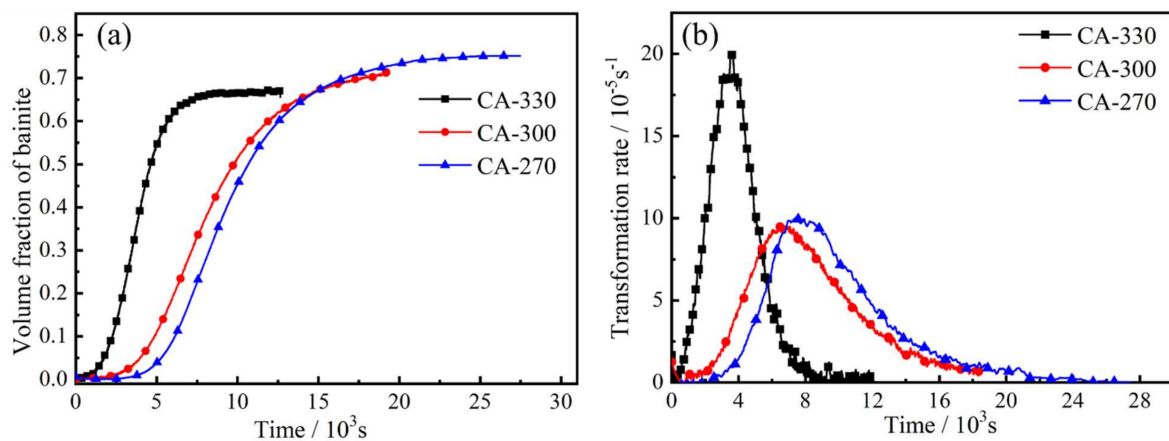 (a)
Volume fraction of bainite
0.8
0.7
0.6
0.5
0.4
0.3
0.2
0.1
0.0
CA-330
CA-300
CA-270
0 5 10 15 20 25 30
Time / 10³s
(b)
Transformation rate / 10⁻⁵s⁻¹
20
15
10
5
0
CA-330
CA-300
CA-270
0 4 8 12 16 20 24 28
Time / 10³s